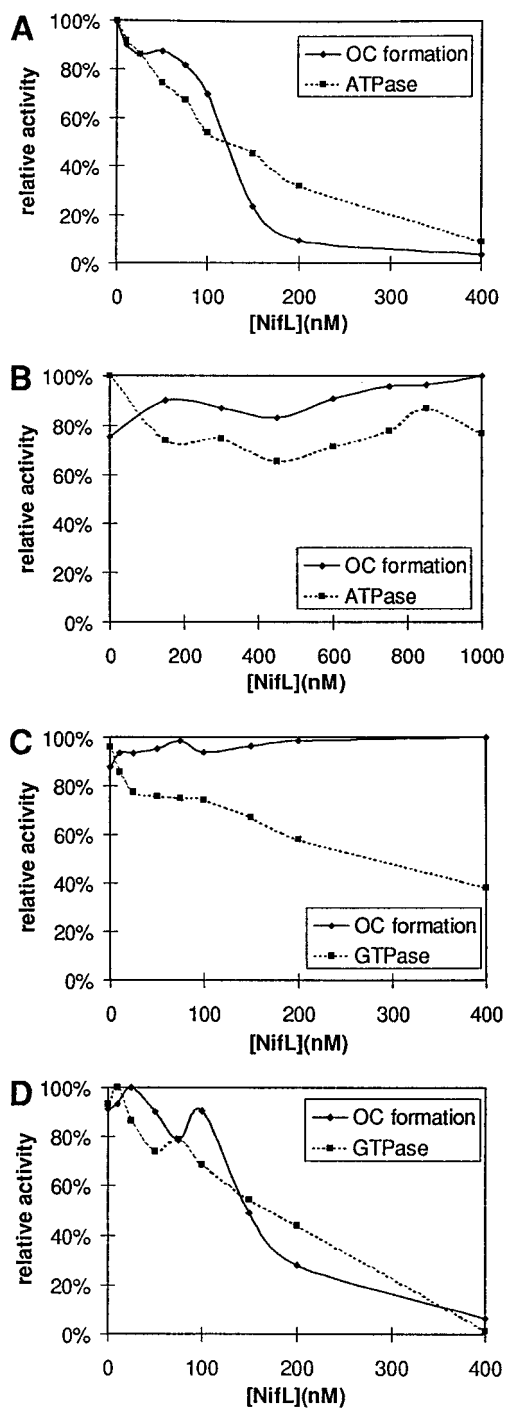 A
100%
80%
60%
40%
20%
0%
relative activity
OC formation
ATPase
0 100 200 300 400
[NifL](nM)
B
100%
80%
60%
40%
20%
0%
relative activity
OC formation
ATPase
0 200 400 600 800 1000
[NifL](nM)
C
100%
80%
60%
40%
20%
0%
relative activity
OC formation
GTPase
0 100 200 300 400
[NifL](nM)
D
100%
80%
60%
40%
20%
0%
relative activity
OC formation
GTPase
0 100 200 300 400
[NifL](nM)